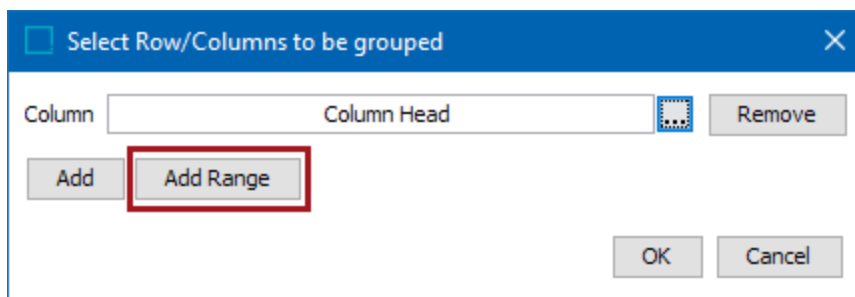 Select Row/Columns to be grouped
Column Column Head ... Remove
Add Add Range
OK Cancel